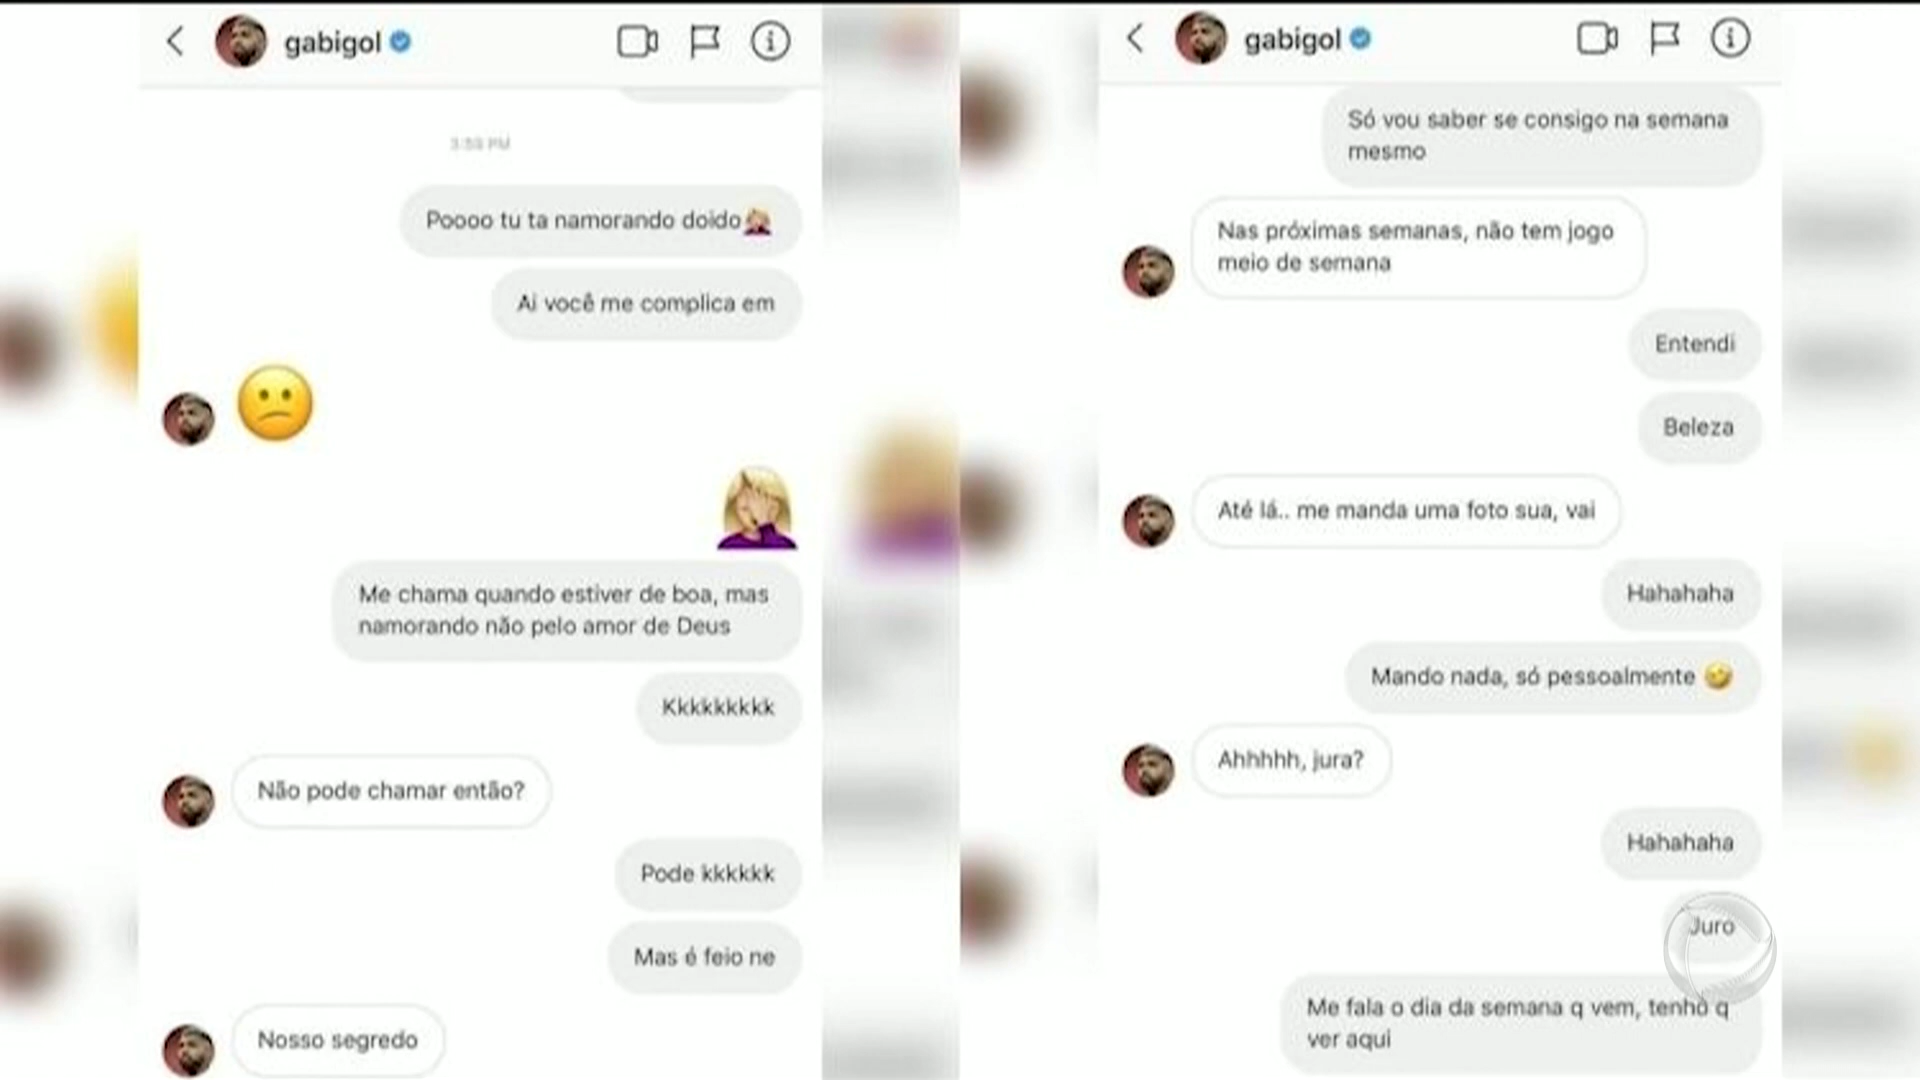 gabigol
3:59 PM
Poooo tu ta namorando doido🤦🏼‍♀️
Ai você me complica em
😕
🤦🏼‍♀️
Me chama quando estiver de boa, mas
namorando não pelo amor de Deus
Kkkkkkkkk
Não pode chamar então?
Pode kkkkkk
Mas é feio ne
Nosso segredo
gabigol
Só vou saber se consigo na semana
mesmo
Nas próximas semanas, não tem jogo
meio de semana
Entendi
Beleza
Até lá.. me manda uma foto sua, vai
Hahahaha
Mando nada, só pessoalmente 🤣
Ahhhhh, jura?
Hahahaha
Juro
Me fala o dia da semana q vem, tenho q
ver aqui